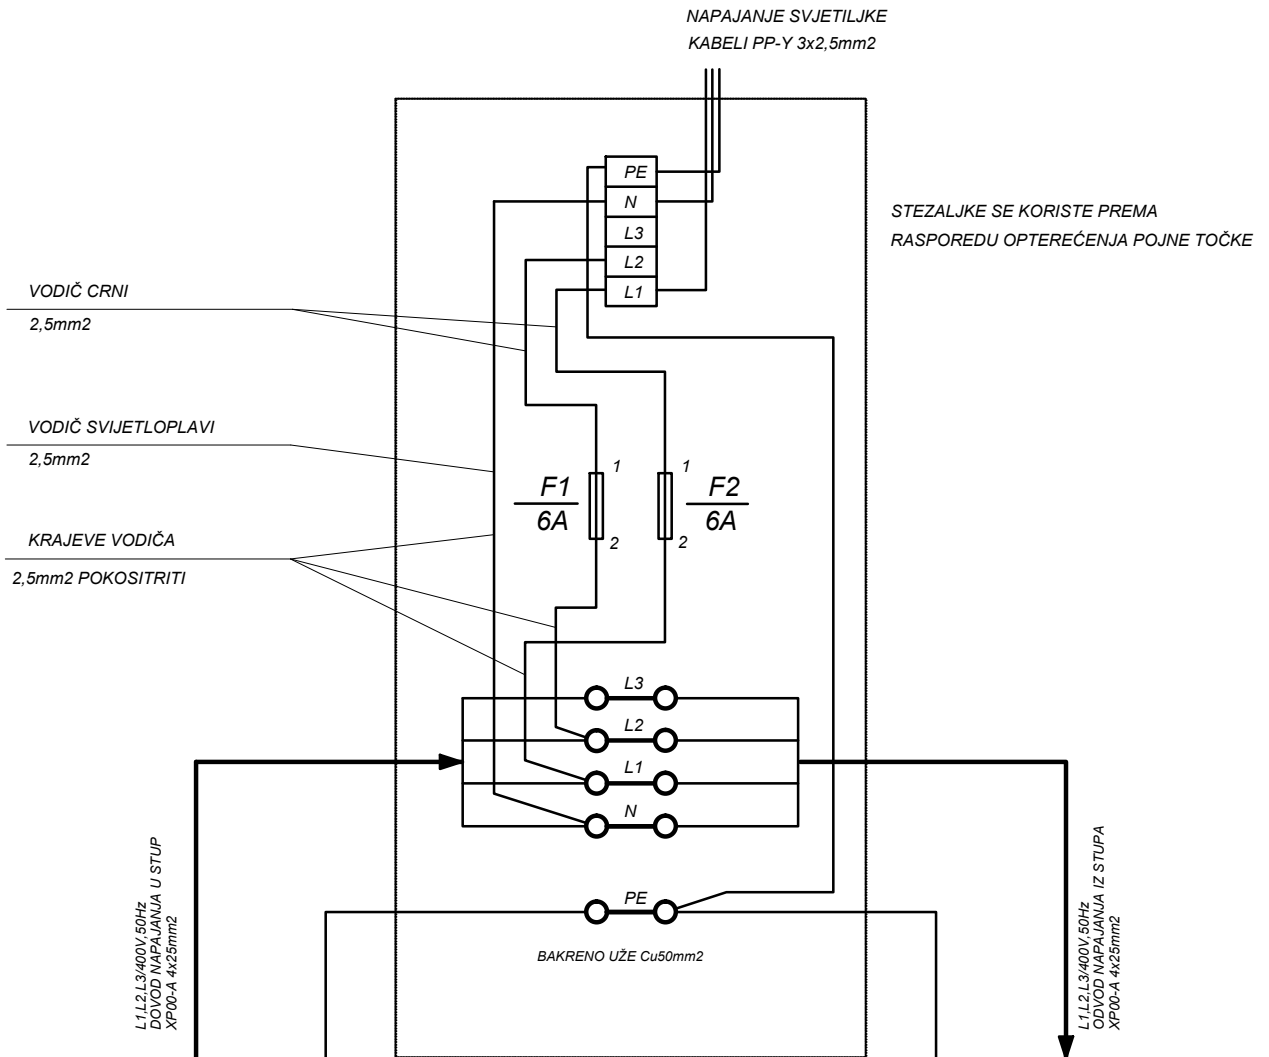 NAPAJANJE SVJETILJKE
KABELI PP-Y 3x2,5mm2
PE
N
L3
L2
L1
STEZALJKE SE KORISTE PREMA
RASPOREDU OPTEREĆENJA POJNE TOČKE
VODIČ CRNI
2,5mm2
VODIČ SVIJETLOPLAVI
2,5mm2
KRAJEVE VODIČA
2,5mm2 POKOSITRITI
F1
6A
1
2
1
2
F2
6A
L3
L2
L1
N
PE
BAKRENO UŽE Cu50mm2
L1,L2,L3/400V,50Hz
DOVOD NAPAJANJA U STUP
XP00-A 4x25mm2
L1,L2,L3/400V,50Hz
ODVOD NAPAJANJA IZ STUPA
XP00-A 4x25mm2